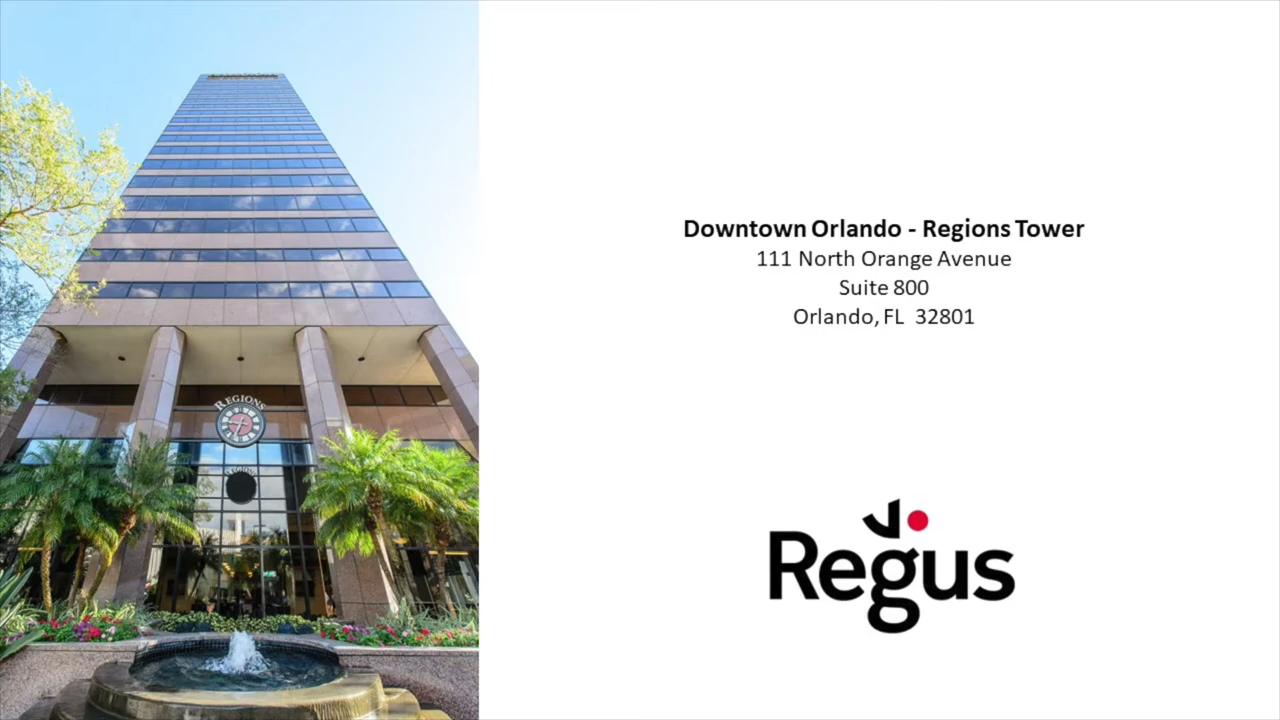 REGIONS
Downtown Orlando - Regions Tower
111 North Orange Avenue
Suite 800
Orlando, FL 32801
Regus